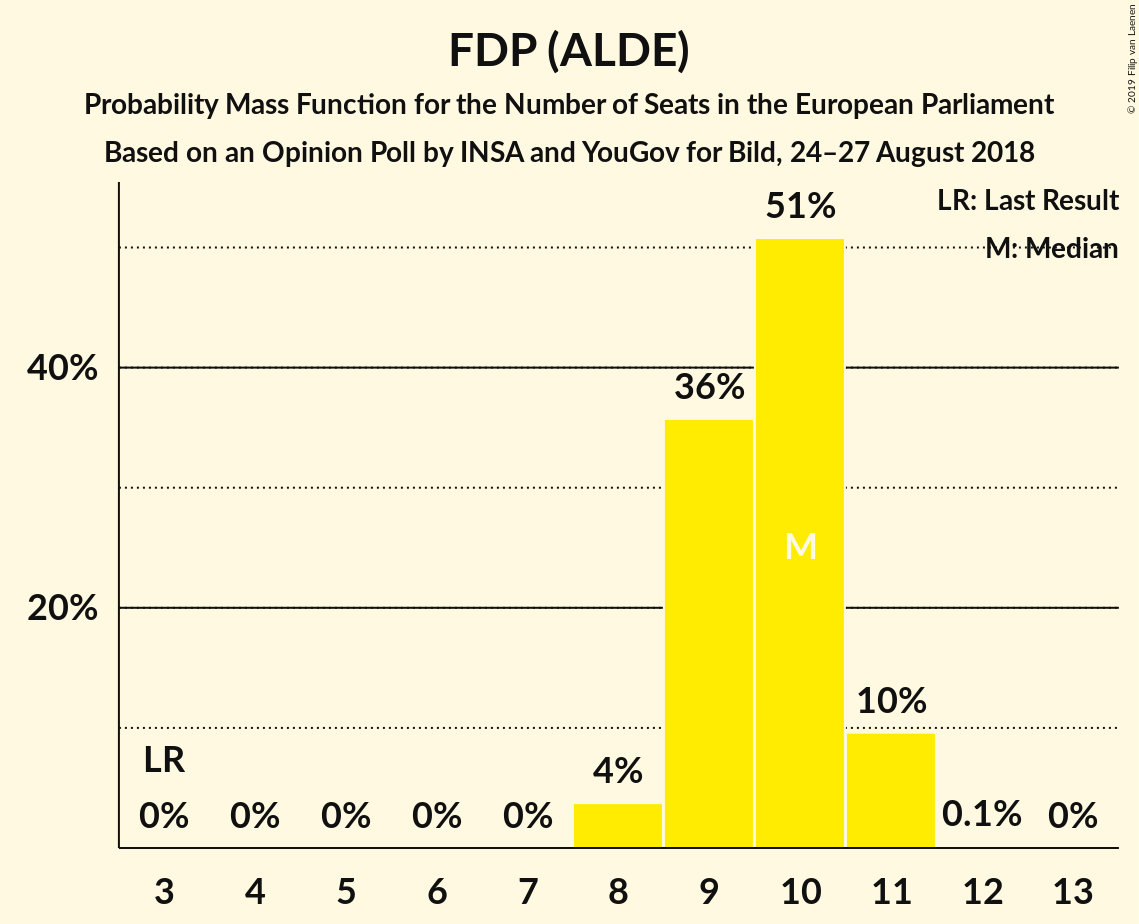 FDP (ALDE)
Probability Mass Function for the Number of Seats in the European Parliament
Based on an Opinion Poll by INSA and YouGov for Bild, 24–27 August 2018
© 2019 Filip van Laenen
LR: Last Result
M: Median
51%
40%
36%
M
20%
10%
LR
4%
0% 0% 0% 0% 0% 0.1% 0%
3 4 5 6 7 8 9 10 11 12 13